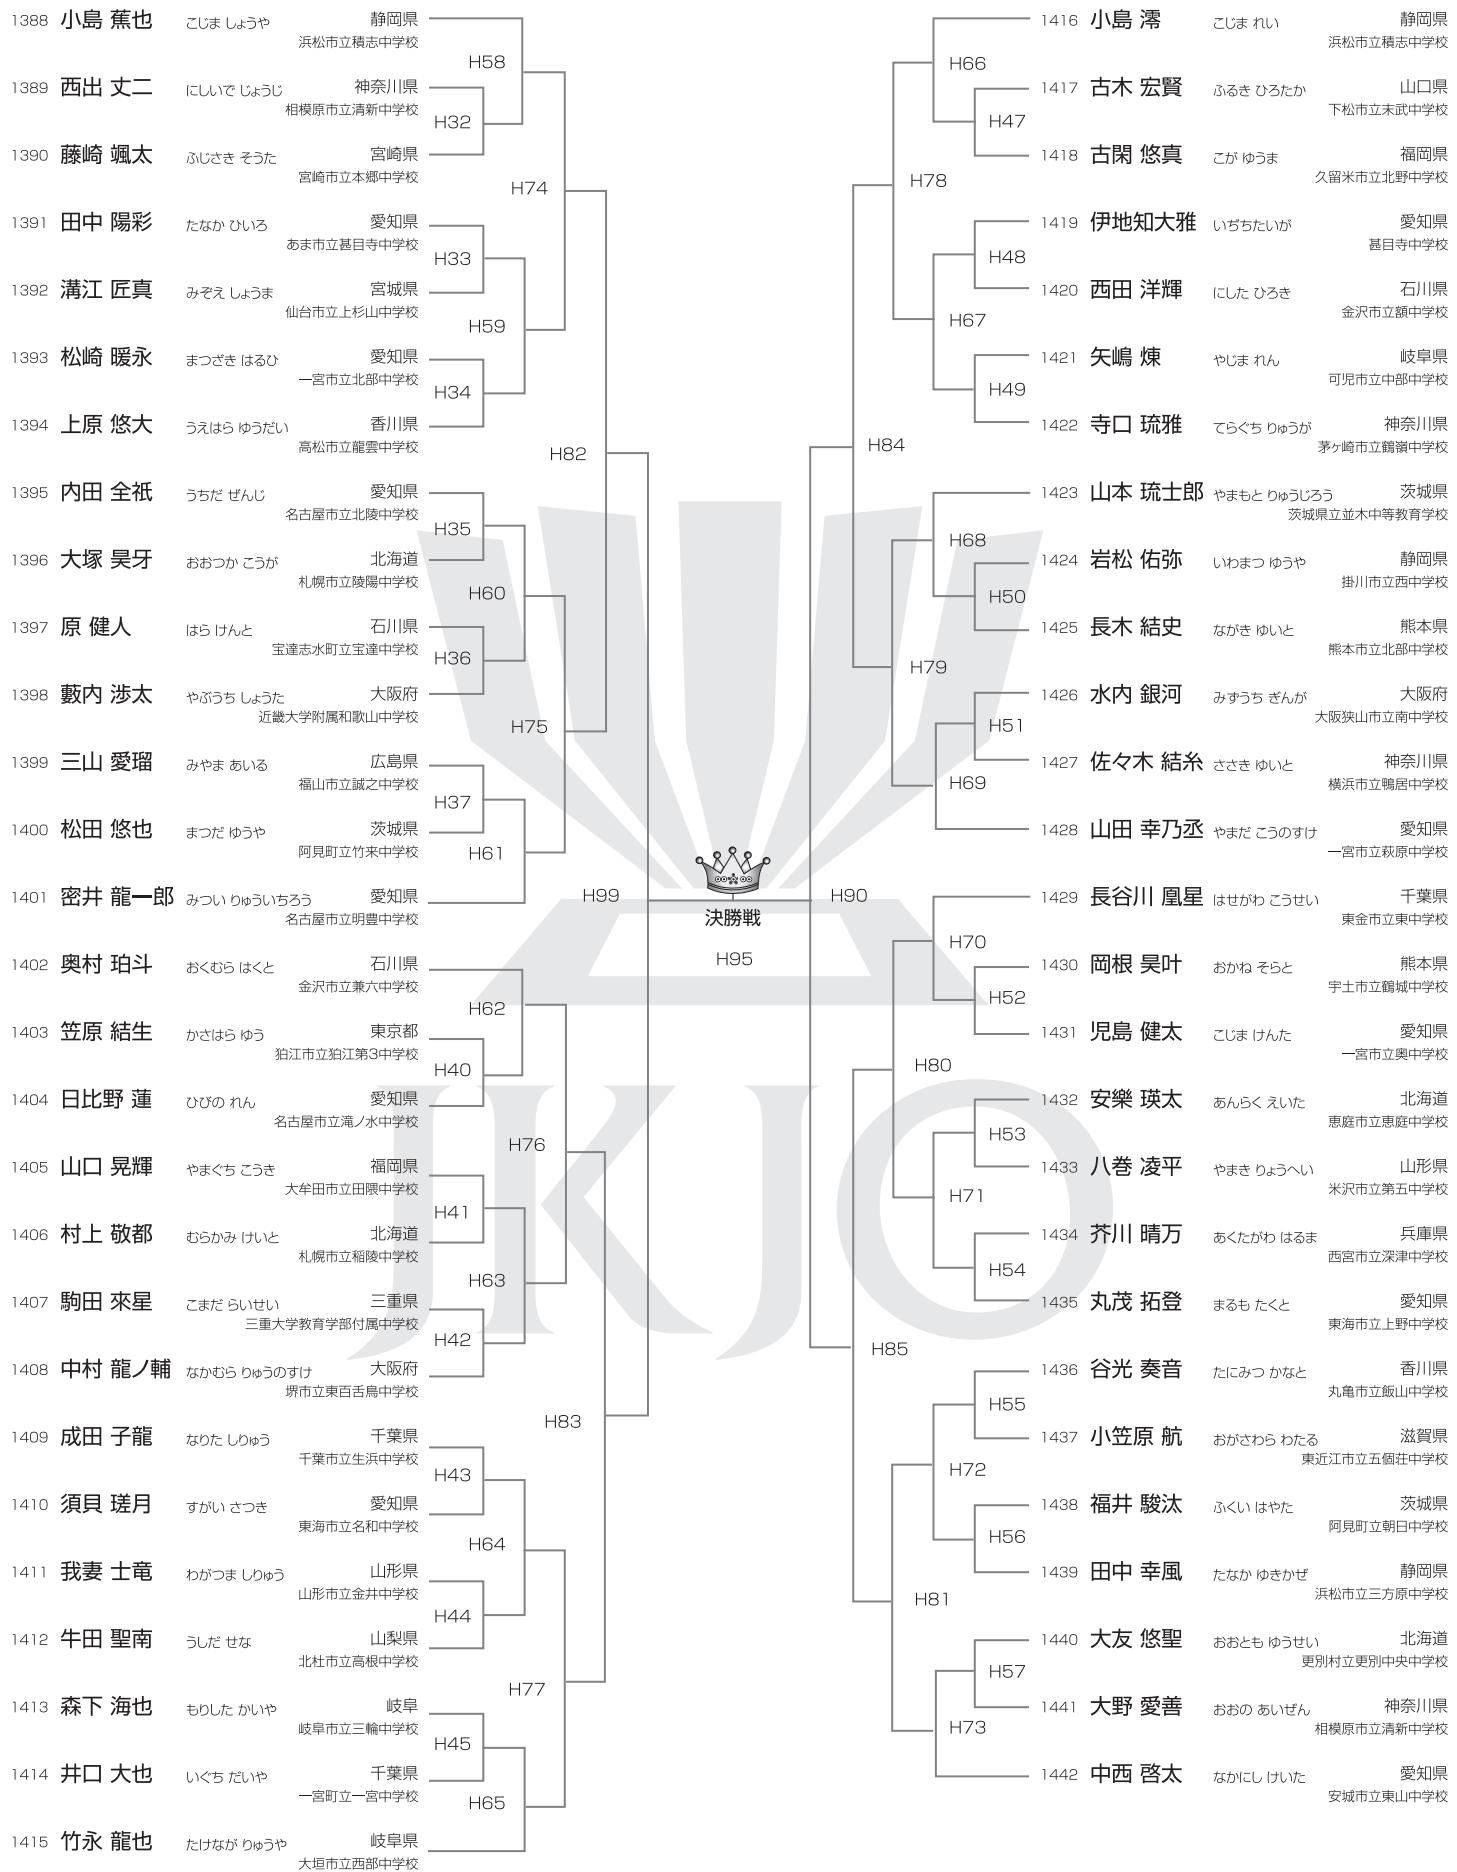 1388 小島 蕉也 こじま しょうや 静岡県
浜松市立積志中学校
H58
1389 西出 丈二 にしいで じょうじ 神奈川県
相模原市立清新中学校
H32
1390 藤崎 颯太 ふじさき そうた 宮崎県
宮崎市立本郷中学校
H74
1391 田中 陽彩 たなか ひいろ 愛知県
あま市立甚目寺中学校
H33
1392 溝江 匠真 みぞえ しょうま 宮城県
仙台市立上杉山中学校
H59
1393 松崎 暖永 まつざき はるひ 愛知県
一宮市立北部中学校
H34
1394 上原 悠大 うえはら ゆうだい 香川県
高松市立龍雲中学校
H82
1395 内田 全祇 うちだ ぜんじ 愛知県
名古屋市立北陵中学校
H35
1396 大塚 昊牙 おおつか こうが 北海道
札幌市立陵陽中学校
H60
1397 原 健人 はら けんと 石川県
宝達志水町立宝達中学校
H36
1398 藪内 渉太 やぶうち しょうた 大阪府
近畿大学附属和歌山中学校
H75
1399 三山 愛瑠 みやま あいる 広島県
福山市立誠之中学校
H37
1400 松田 悠也 まつだ ゆうや 茨城県
阿見町立竹来中学校
H61
1401 密井 龍一郎 みつい りゅういちろう 愛知県
名古屋市立明豊中学校
H99
1402 奥村 珀斗 おくむら はくと 石川県
金沢市立兼六中学校
H62
1403 笠原 結生 かさはら ゆう 東京都
狛江市立狛江第3中学校
H40
1404 日比野 蓮 ひびの れん 愛知県
名古屋市立滝ノ水中学校
H76
1405 山口 晃輝 やまぐち こうき 福岡県
大牟田市立田隈中学校
H41
1406 村上 敬都 むらかみ けいと 北海道
札幌市立稲陵中学校
H63
1407 駒田 來星 こまだ らいせい 三重県
三重大学教育学部付属中学校
H42
1408 中村 龍ノ輔 なかむら りゅうのすけ 大阪府
堺市立東百舌鳥中学校
H83
1409 成田 子龍 なりた しりゅう 千葉県
千葉市立生浜中学校
H43
1410 須貝 瑳月 すがい さつき 愛知県
東海市立名和中学校
H64
1411 我妻 士竜 わがつま しりゅう 山形県
山形市立金井中学校
H44
1412 牛田 聖南 うしだ せな 山梨県
北杜市立高根中学校
H77
1413 森下 海也 もりした かいや 岐阜
岐阜市立三輪中学校
H45
1414 井口 大也 いぐち だいや 千葉県
一宮町立一宮中学校
H65
1415 竹永 龍也 たけなが りゅうや 岐阜県
大垣市立西部中学校
決勝戦
H95
JKJO
1416 小島 澪 こじま れい 静岡県
浜松市立積志中学校
H66
1417 古木 宏賢 ふるき ひろたか 山口県
下松市立末武中学校
H47
1418 古閑 悠真 こが ゆうま 福岡県
久留米市立北野中学校
H78
1419 伊地知大雅 いぢちたいが 愛知県
甚目寺中学校
H48
1420 西田 洋輝 にした ひろき 石川県
金沢市立額中学校
H67
1421 矢嶋 煉 やじま れん 岐阜県
可児市立中部中学校
H49
1422 寺口 琉雅 てらぐち りゅうが 神奈川県
茅ヶ崎市立鶴嶺中学校
H84
1423 山本 琉士郎 やまもと りゅうじろう 茨城県
茨城県立並木中等教育学校
H68
1424 岩松 佑弥 いわまつ ゆうや 静岡県
掛川市立西中学校
H50
1425 長木 結史 ながき ゆいと 熊本県
熊本市立北部中学校
H79
1426 水内 銀河 みずうち ぎんが 大阪府
大阪狭山市立南中学校
H51
1427 佐々木 結糸 ささき ゆいと 神奈川県
横浜市立鴨居中学校
H69
1428 山田 幸乃丞 やまだ こうのすけ 愛知県
一宮市立萩原中学校
H90
1429 長谷川 凰星 はせがわ こうせい 千葉県
東金市立東中学校
H70
1430 岡根 昊叶 おかね そらと 熊本県
宇土市立鶴城中学校
H52
1431 児島 健太 こじま けんた 愛知県
一宮市立奥中学校
H80
1432 安樂 瑛太 あんらく えいた 北海道
恵庭市立恵庭中学校
H53
1433 八巻 凌平 やまき りょうへい 山形県
米沢市立第五中学校
H71
1434 芥川 晴万 あくたがわ はるま 兵庫県
西宮市立深津中学校
H54
1435 丸茂 拓登 まるも たくと 愛知県
東海市立上野中学校
H85
1436 谷光 奏音 たにみつ かなと 香川県
丸亀市立飯山中学校
H55
1437 小笠原 航 おがさわら わたる 滋賀県
東近江市立五個荘中学校
H72
1438 福井 駿汰 ふくい はやた 茨城県
阿見町立朝日中学校
H56
1439 田中 幸風 たなか ゆきかぜ 静岡県
浜松市立三方原中学校
H81
1440 大友 悠聖 おおとも ゆうせい 北海道
更別村立更別中央中学校
H57
1441 大野 愛善 おおの あいぜん 神奈川県
相模原市立清新中学校
H73
1442 中西 啓太 なかにし けいた 愛知県
安城市立東山中学校